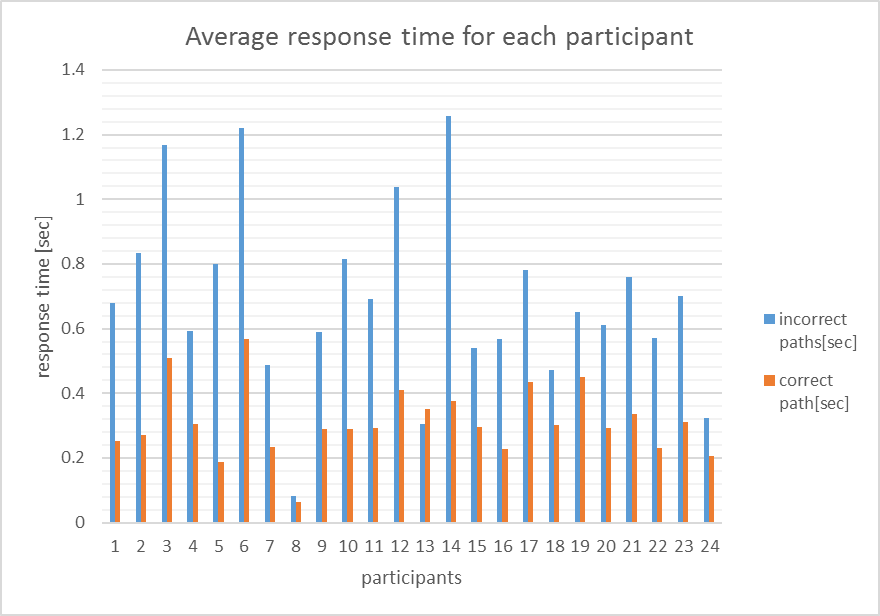 Average response time for each participant
1.4
1.2
1
0.8
0.6
0.4
0.2
0
response time [sec]
1 2 3 4 5 6 7 8 9 10 11 12 13 14 15 16 17 18 19 20 21 22 23 24
participants
incorrect
paths[sec]
correct
path[sec]